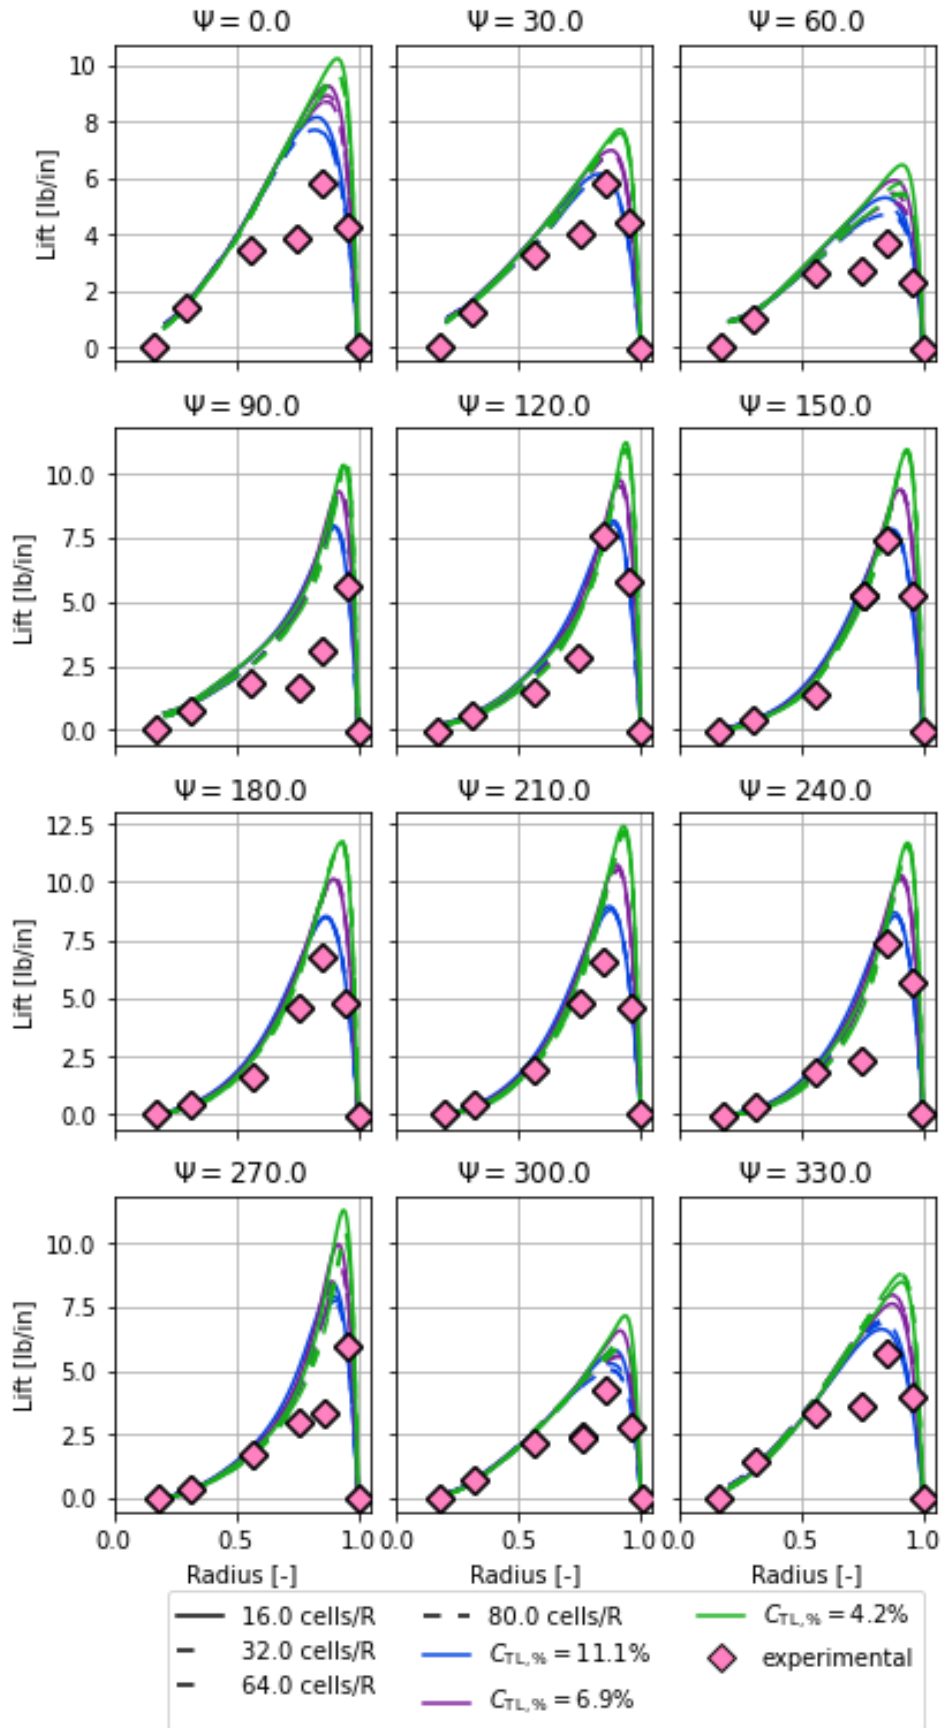 Ψ = 0.0 Ψ = 30.0 Ψ = 60.0
10
8
6
4
2
0
Lift [lb/in]
Ψ = 90.0 Ψ = 120.0 Ψ = 150.0
10.0
7.5
5.0
2.5
0.0
Lift [lb/in]
Ψ = 180.0 Ψ = 210.0 Ψ = 240.0
12.5
10.0
7.5
5.0
2.5
0.0
Lift [lb/in]
Ψ = 270.0 Ψ = 300.0 Ψ = 330.0
10.0
7.5
5.0
2.5
0.0
Lift [lb/in]
0.0 0.5 1.0 0.0 0.5 1.0 0.0 0.5 1.0
Radius [-] Radius [-] Radius [-]
16.0 cells/R 80.0 cells/R C_TL,% = 4.2%
32.0 cells/R C_TL,% = 11.1% experimental
64.0 cells/R C_TL,% = 6.9%